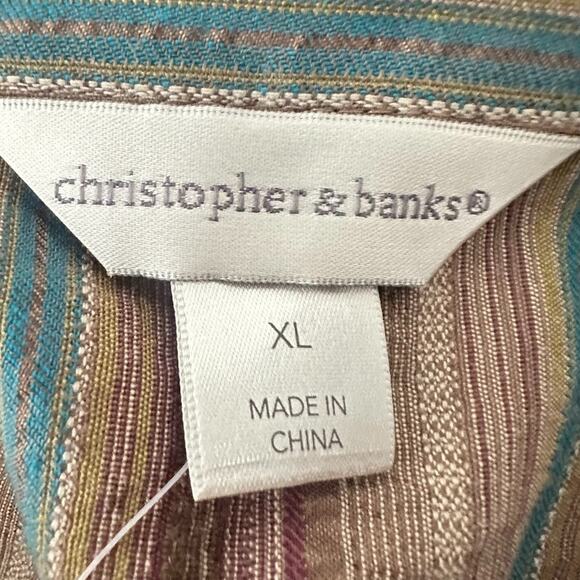 christopher & banks®
XL
MADE IN
CHINA